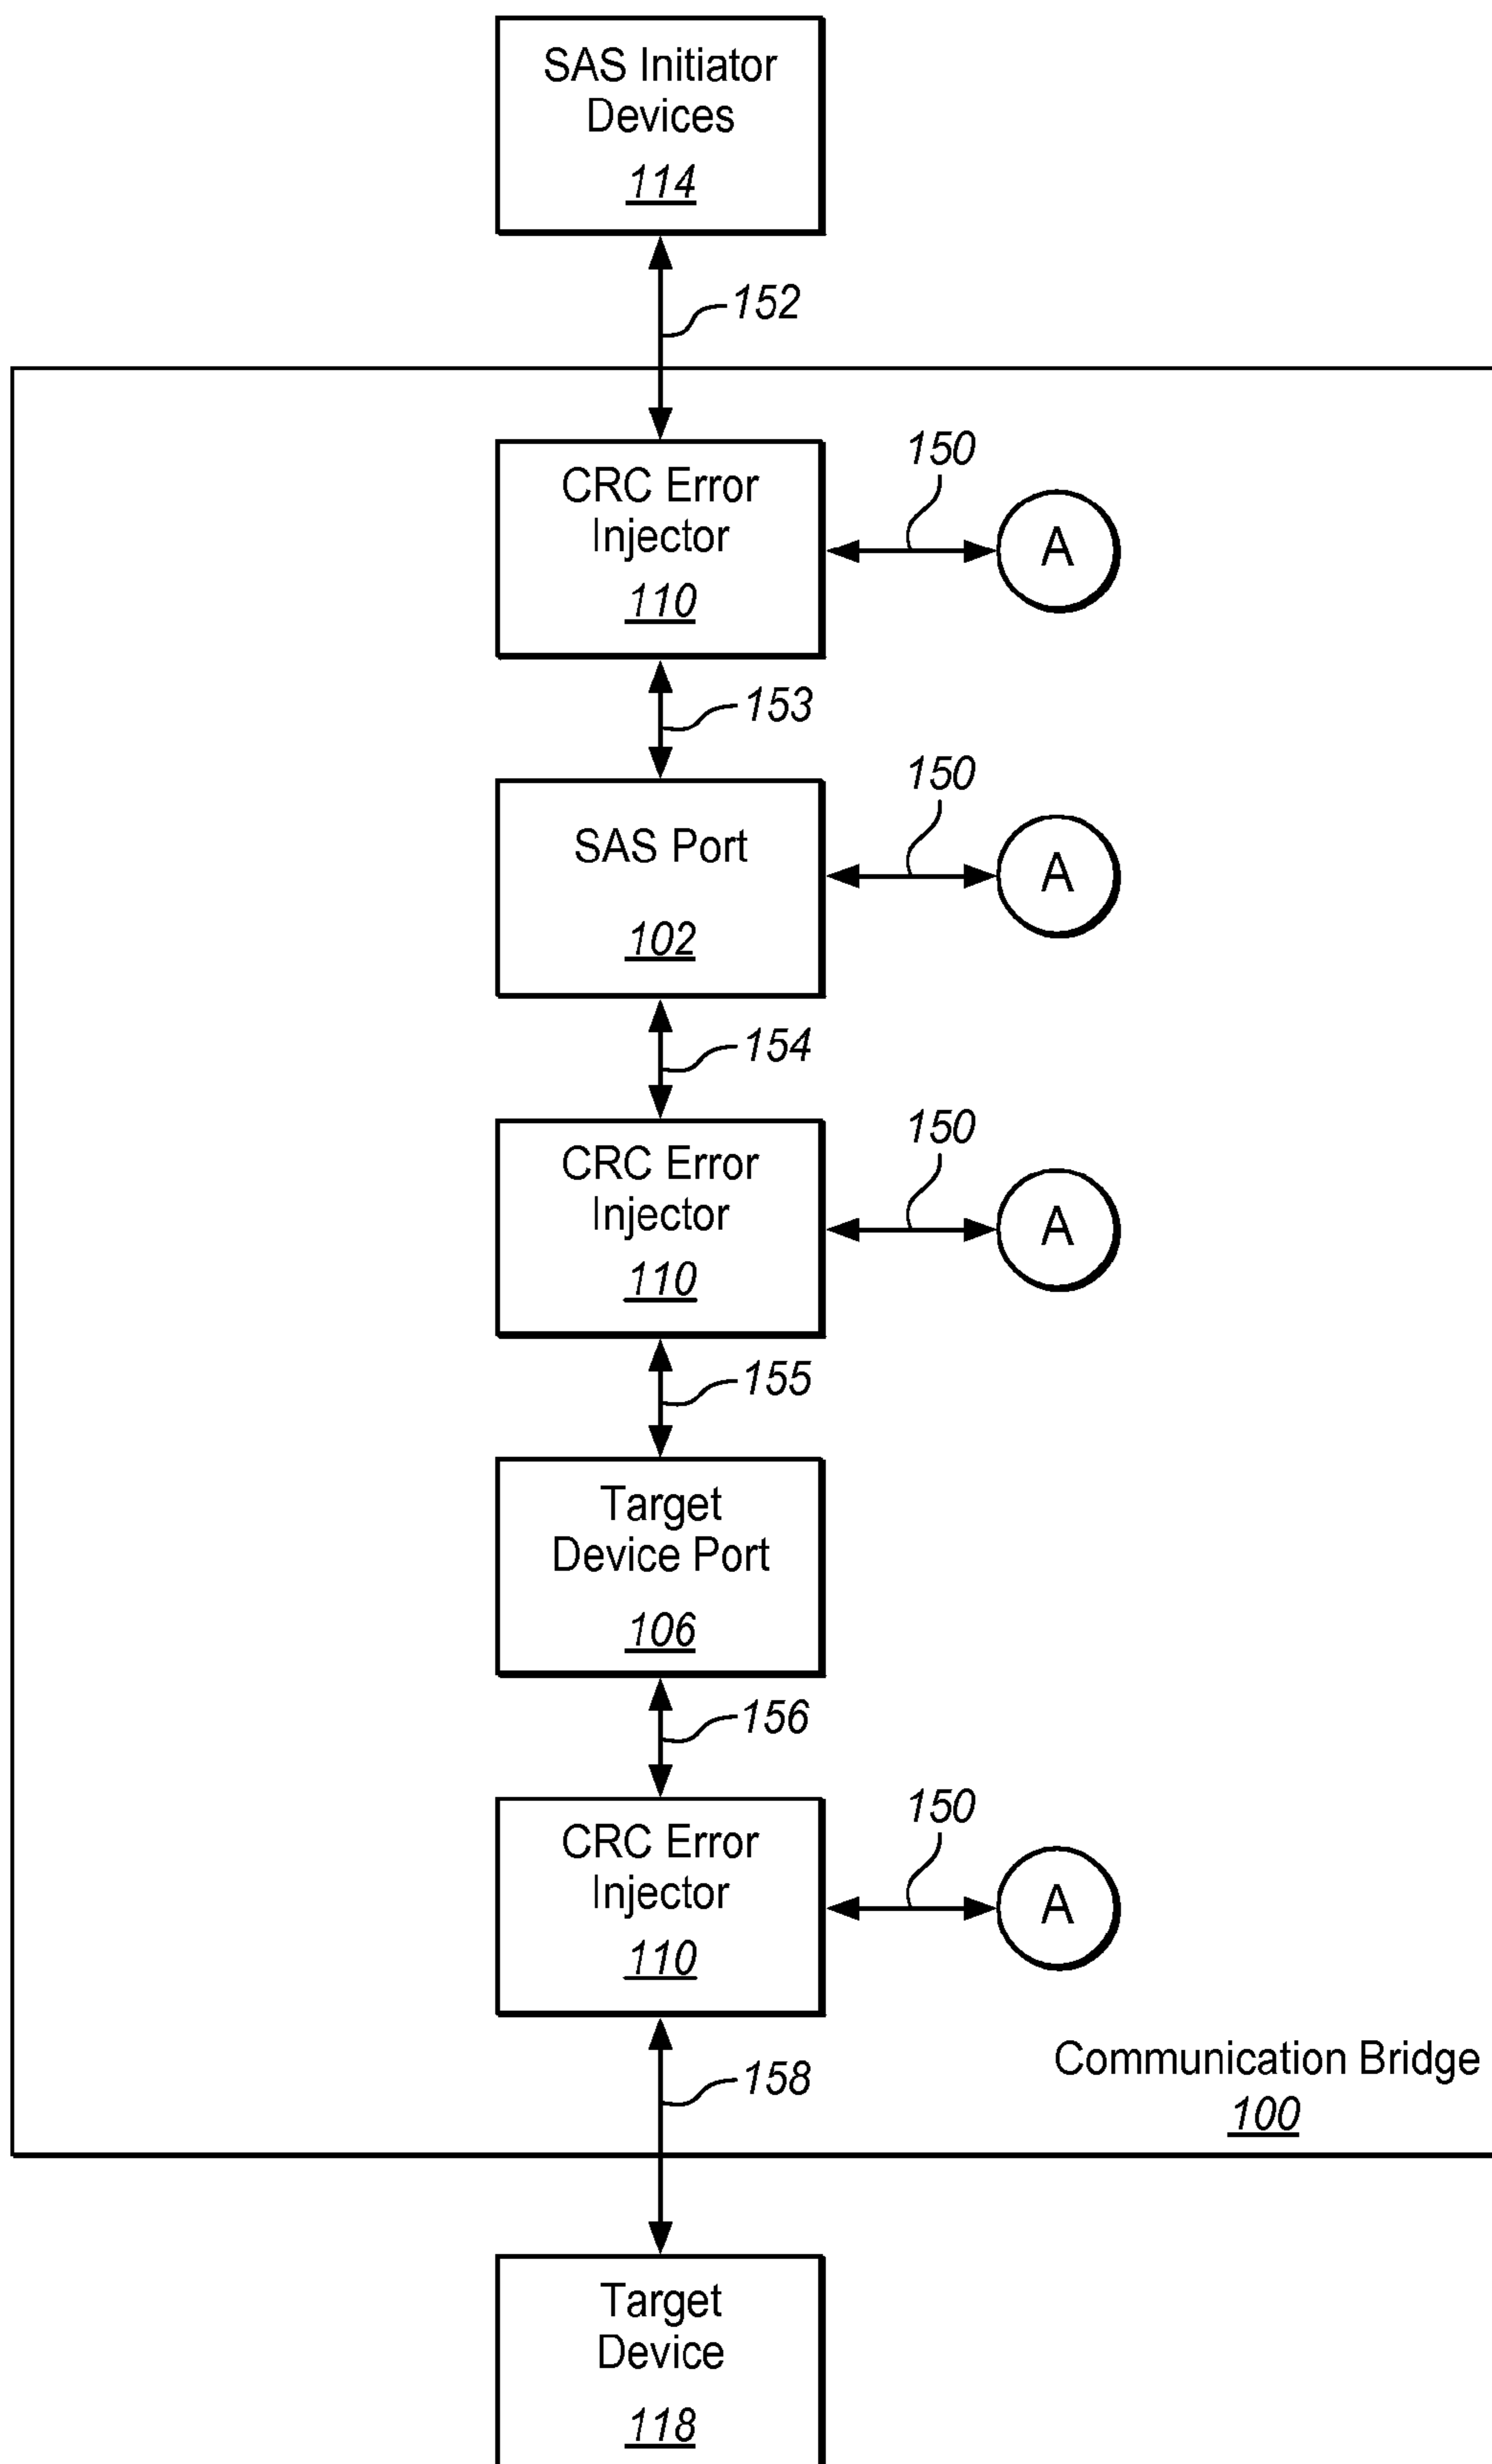 SAS Initiator
Devices
114
152
CRC Error
Injector
110
150
A
153
SAS Port
102
150
A
154
CRC Error
Injector
110
150
A
155
Target
Device Port
106
156
CRC Error
Injector
110
150
A
158
Communication Bridge
100
Target
Device
118